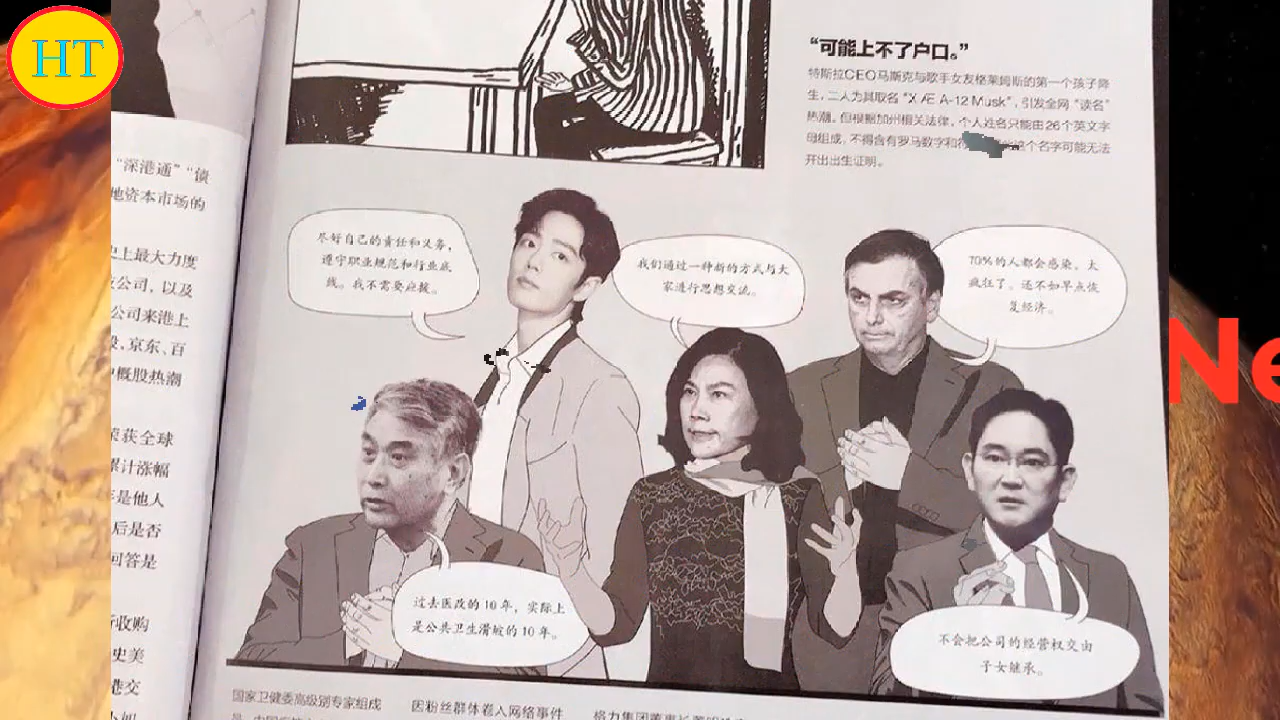 HT
“可能上不了户口。”
特斯拉CEO马斯克与歌手女友格莱姆斯的第一个孩子降
生，二人为其取名“X Æ A-12 Musk”，引发全网“读名”
热潮。但根据加州相关法律，个人姓名只能由26个英文字
母组成，不得含有罗马数字和 个名字可能无法
开出出生证明。
“深港通”“债
地资本市场的
史上最大力度
公司，以及
公司来港上
、京东、百
中概股热潮
荣获全球
累计涨幅
是他人
后是否
可答是
收购
史美
港交
尽好自己的责任和义务，
遵守职业规范和行业底
线。我不需要应援。
我们通过一种新的方式与大
家进行思想交流。
70%的人都会感染。太
疯狂了。还不如早点恢
复经济。
过去医改的10年，实际上
是公共卫生滑坡的10年。
不会把公司的经营权交由
子女继承。
Ne
国家卫健委高级别专家组成
因粉丝群体卷入网络事件
格力集团董事长董明珠